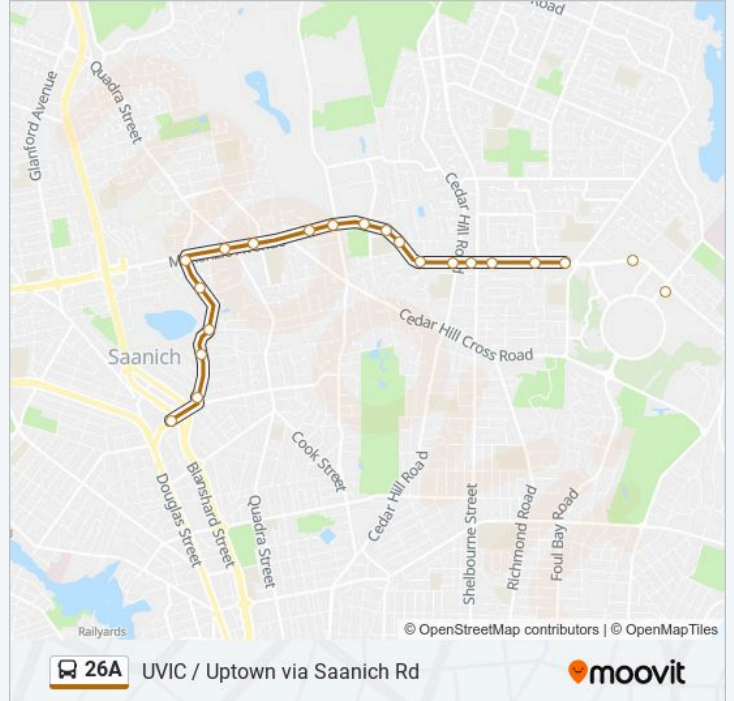 Road
Glanford Avenue
Quadra Street
Cedar Hill Road
Cedar Hill Cross Road
Saanich
Cook Street
Cedar Hill Road
Blanshard Street
Douglas Street
Quadra Street
Shelbourne Street
Richmond Road
Foul Bay Road
Railyards
© OpenStreetMap contributors | © OpenMapTiles
26A UVIC / Uptown via Saanich Rd
moovit